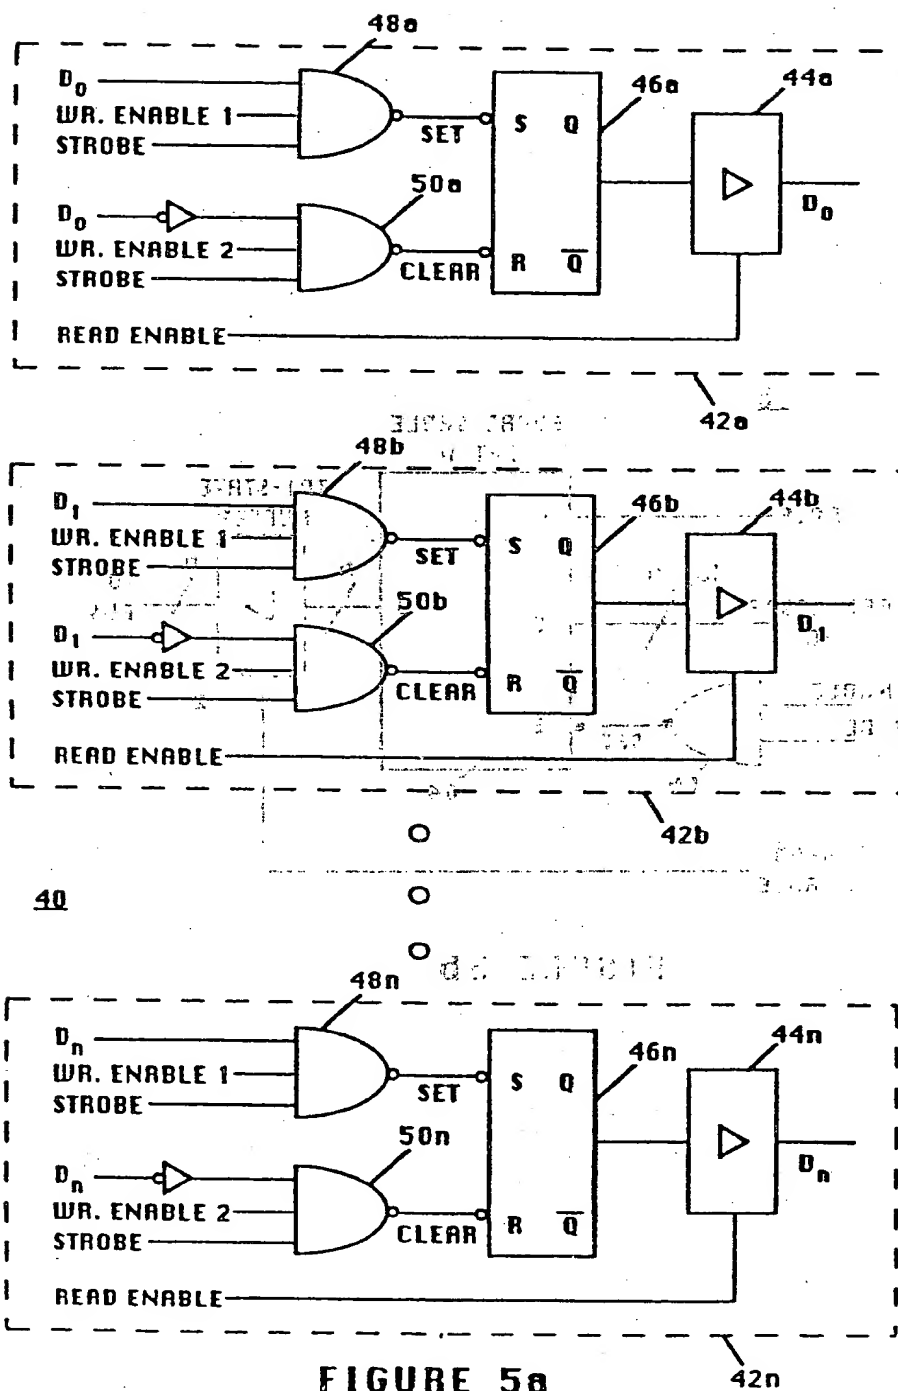 48a
D0
WR. ENABLE 1
STROBE
SET
S Q
46a
44a
D0
50a
D0
WR. ENABLE 2
STROBE
CLEAR
R Q
READ ENABLE
42a
48b
D1
WR. ENABLE 1
STROBE
SET
S Q
46b
44b
D1
50b
D1
WR. ENABLE 2
STROBE
CLEAR
R Q
READ ENABLE
42b
40
48n
Dn
WR. ENABLE 1
STROBE
SET
S Q
46n
44n
Dn
50n
Dn
WR. ENABLE 2
STROBE
CLEAR
R Q
READ ENABLE
42n
FIGURE 5a